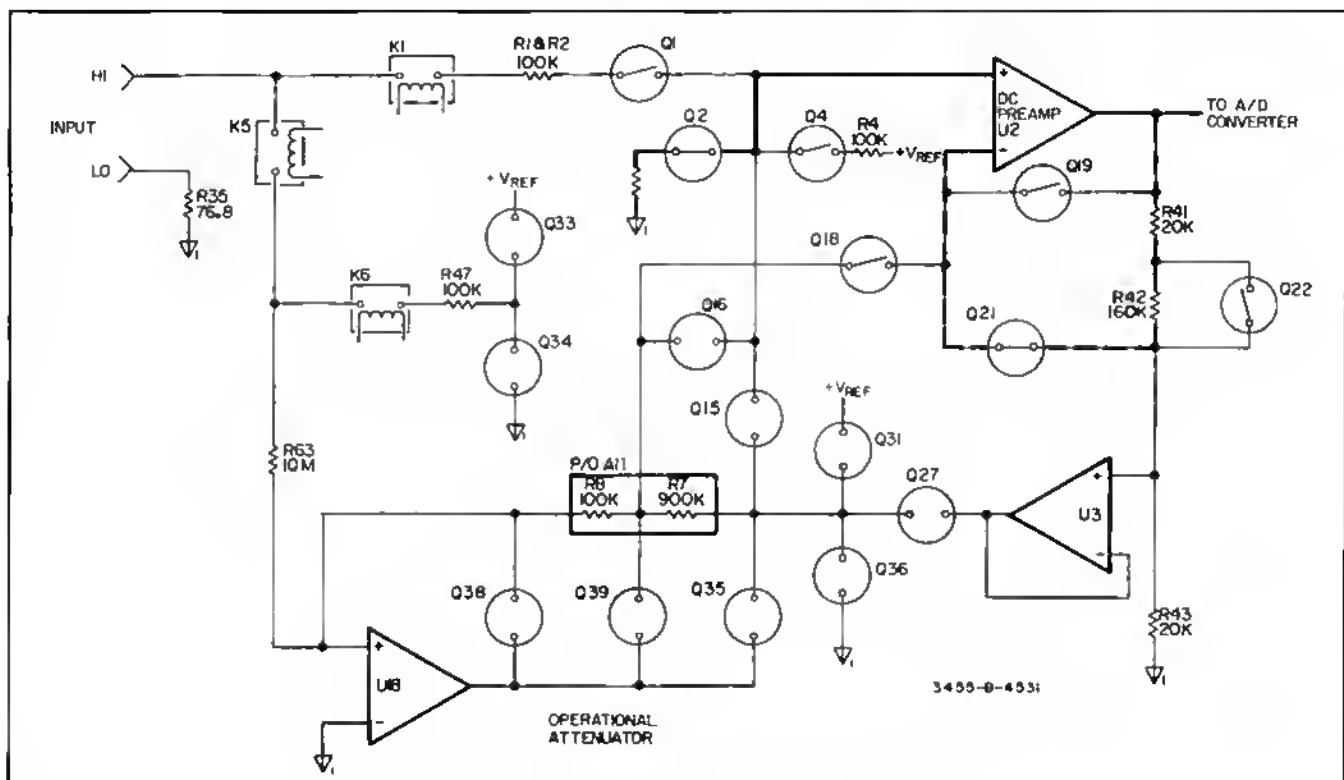 K1
R1&R2
100K
Q1
HI
INPUT
LO
K5
R35
76.8
Q2
Q4
R4
100K
+VREF
+
DC
PREAMP
U2
-
TO A/D
CONVERTER
Q19
R41
20K
+VREF
Q33
Q18
K6
R47
100K
Q16
Q34
R42
160K
Q22
Q21
Q15
+VREF
Q31
R63
10M
P/O A11
R8
100K
R7
900K
Q27
+
U3
-
Q38
Q39
Q35
Q36
R43
20K
+
U18
-
OPERATIONAL
ATTENUATOR
3455-B-4531